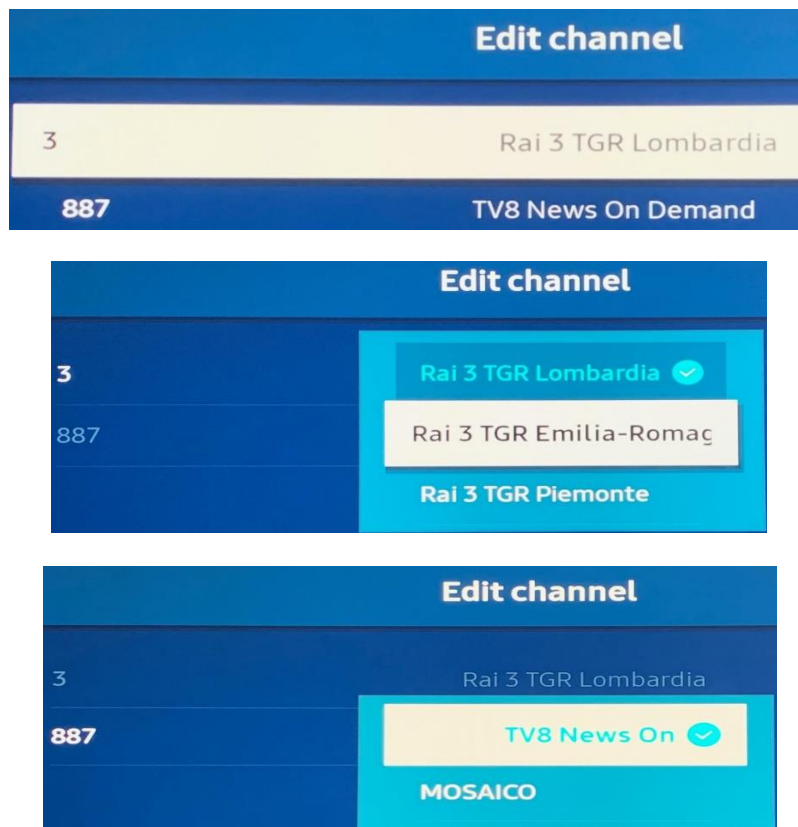 Edit channel
3 Rai 3 TGR Lombardia
887 TV8 News On Demand
Edit channel
3 Rai 3 TGR Lombardia
887 Rai 3 TGR Emilia-Romag
Rai 3 TGR Piemonte
Edit channel
3 Rai 3 TGR Lombardia
887 TV8 News On
MOSAICO